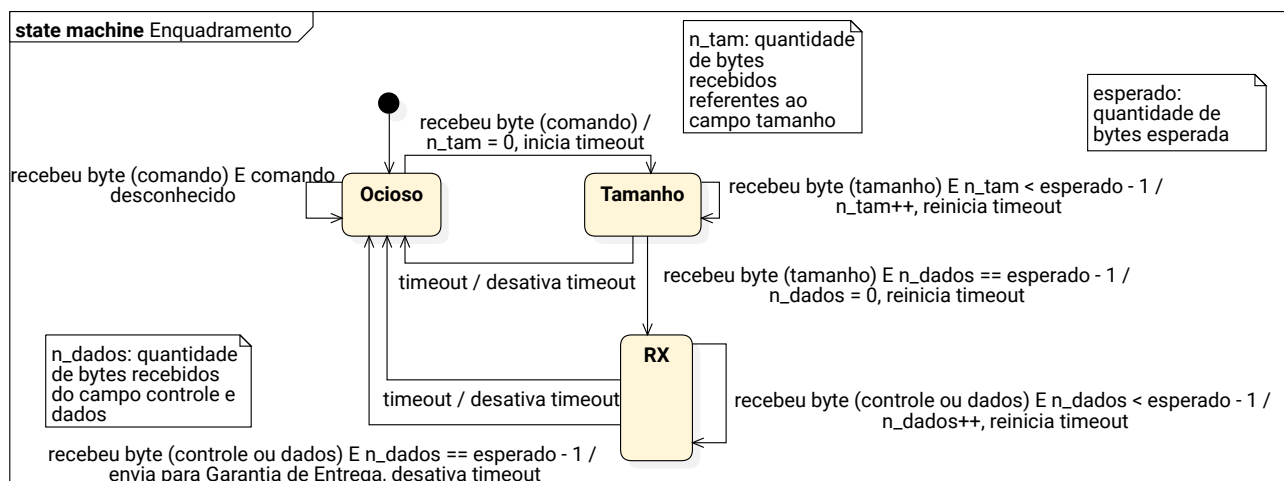 state machine Enquadramento
n_tam: quantidade
de bytes
recebidos
referentes ao
campo tamanho
esperado:
quantidade de
bytes esperada
recebeu byte (comando) /
n_tam = 0, inicia timeout
recebeu byte (comando) E comando
desconhecido
Ocioso
Tamanho
recebeu byte (tamanho) E n_tam < esperado - 1 /
n_tam++, reinicia timeout
timeout / desativa timeout
recebeu byte (tamanho) E n_dados == esperado - 1 /
n_dados = 0, reinicia timeout
n_dados: quantidade
de bytes recebidos
do campo controle e
dados
RX
timeout / desativa timeout
recebeu byte (controle ou dados) E n_dados < esperado - 1 /
n_dados++, reinicia timeout
recebeu byte (controle ou dados) E n_dados == esperado - 1 /
envia para Garantia de Entrega, desativa timeout